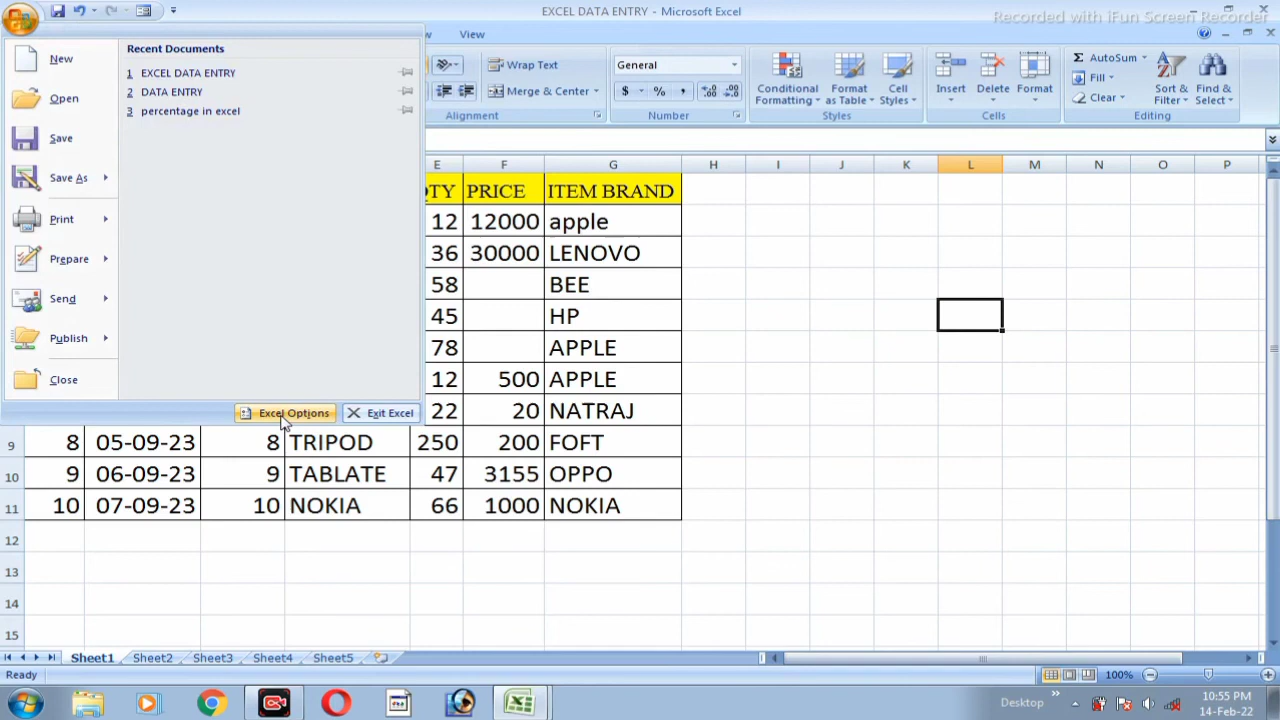 EXCEL DATA ENTRY - Microsoft Excel
Recorded with iFun Screen Recorder
New
Open
Save
Save As
Print
Prepare
Send
Publish
Close
Recent Documents
1 EXCEL DATA ENTRY
2 DATA ENTRY
3 percentage in excel
Excel Options
Exit Excel
View
Wrap Text
Merge & Center
Alignment
General
$ % ,
Number
Conditional Formatting
Format as Table
Cell Styles
Styles
Insert
Delete
Format
Cells
Σ AutoSum
Fill
Clear
Sort & Filter
Find & Select
Editing
E F G H I J K L M N O P
QTY PRICE ITEM BRAND
12 12000 apple
36 30000 LENOVO
58 BEE
45 HP
78 APPLE
12 500 APPLE
22 20 NATRAJ
9 8 05-09-23 8 TRIPOD 250 200 FOFT
10 9 06-09-23 9 TABLATE 47 3155 OPPO
11 10 07-09-23 10 NOKIA 66 1000 NOKIA
12
13
14
15
Sheet1 Sheet2 Sheet3 Sheet4 Sheet5
Ready
100%
Desktop
10:55 PM
14-Feb-22